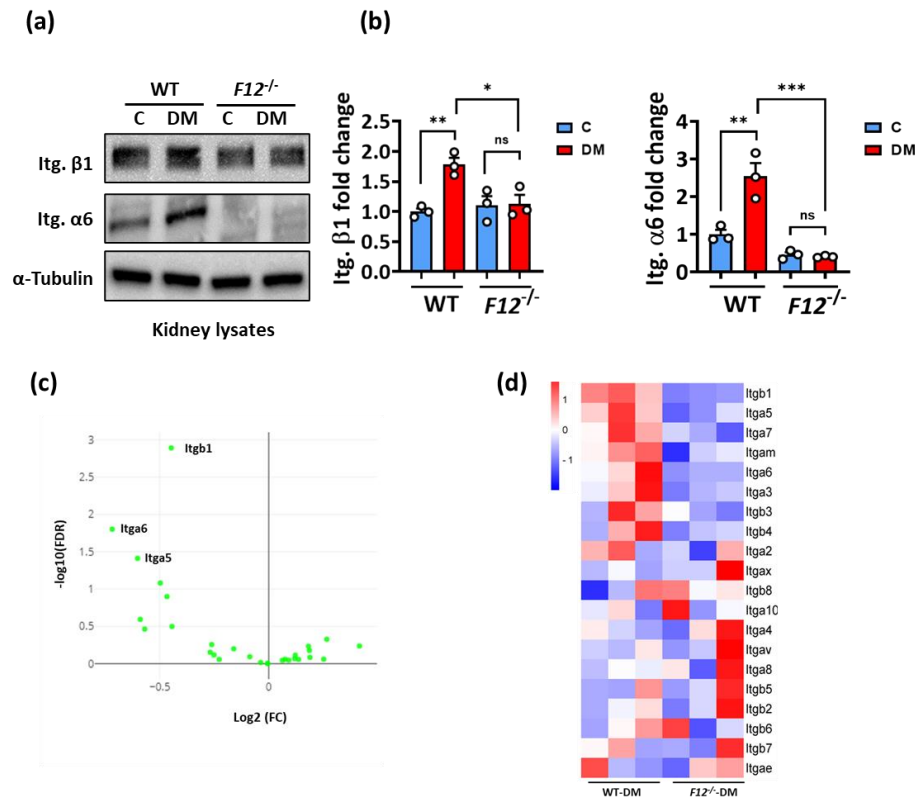 (a)
WT F12-/-
C DM C DM
Itg. β1
Itg. α6
α-Tubulin
Kidney lysates
(b)
Itg. β1 fold change
2.5
2.0
1.5
1.0
0.5
0.0
** * ns
C
DM
WT F12-/-
Itg. α6 fold change
6
4
2
1
0
** *** ns
C
DM
WT F12-/-
(c)
-log10(FDR)
3
2.5
2
1.5
1
0.5
0
Itgb1
Itga6
Itga5
−0.5 0
Log2 (FC)
(d)
1
0
-1
Itgb1
Itga5
Itga7
Itgam
Itga6
Itga3
Itgb3
Itgb4
Itga2
Itgax
Itgb8
Itga10
Itga4
Itgav
Itga8
Itgb5
Itgb2
Itgb6
Itgb7
Itgae
WT-DM F12-/-DM